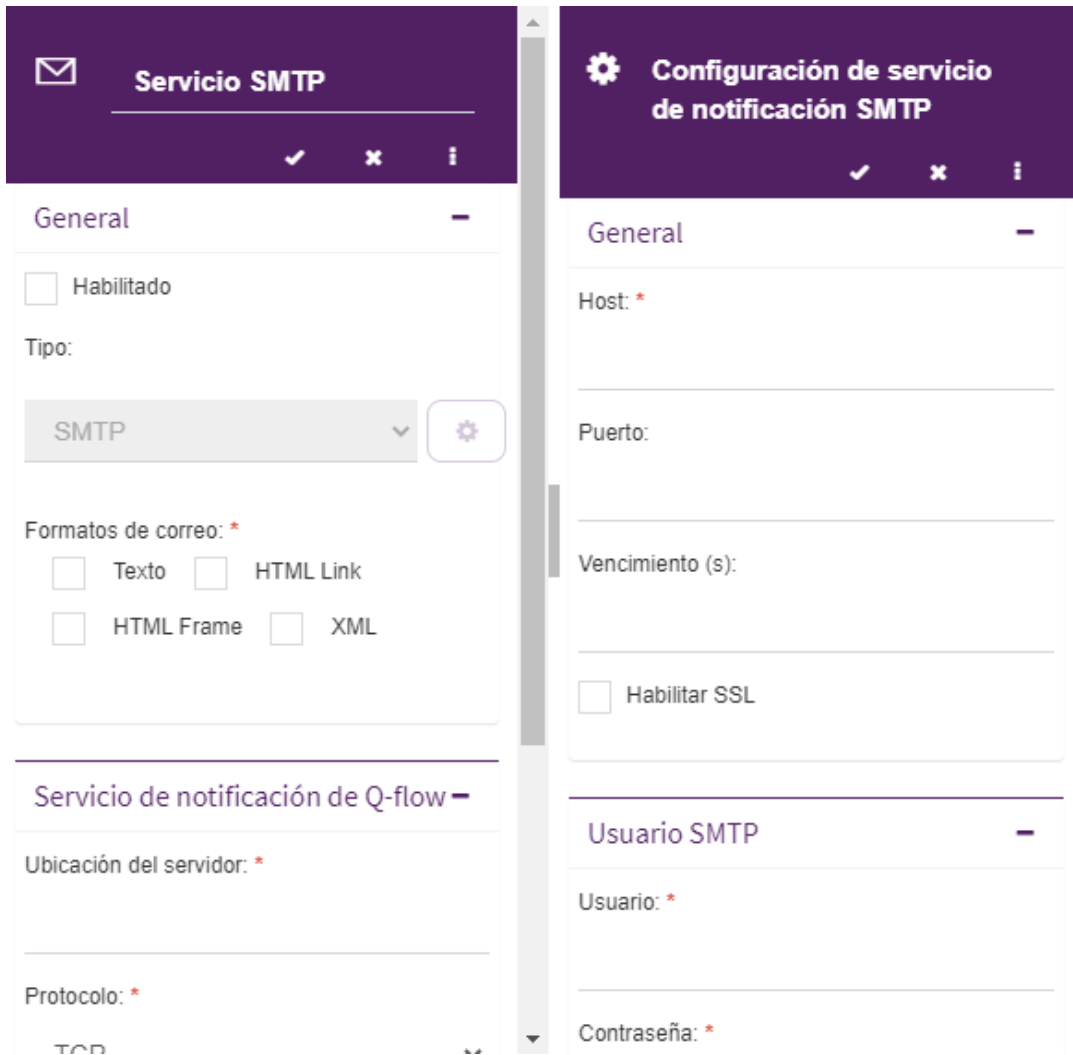 Servicio SMTP
General
Habilitado
Tipo:
SMTP
Formatos de correo: *
Texto HTML Link
HTML Frame XML
Servicio de notificación de Q-flow
Ubicación del servidor: *
Protocolo: *
TCP
Configuración de servicio
de notificación SMTP
General
Host: *
Puerto:
Vencimiento (s):
Habilitar SSL
Usuario SMTP
Usuario: *
Contraseña: *